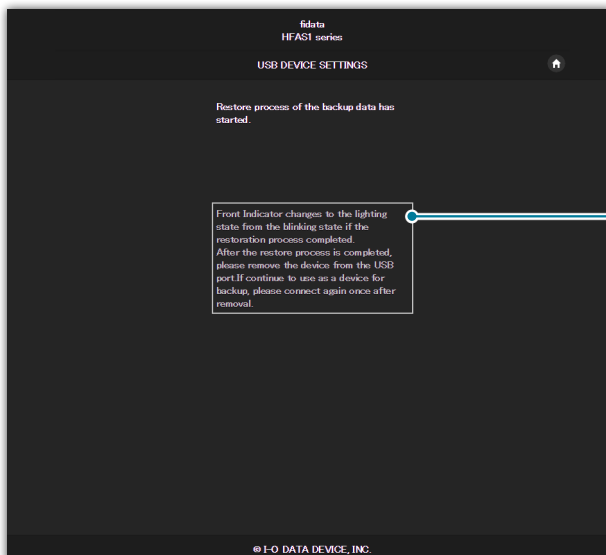 fidata
HFAS1 series
USB DEVICE SETTINGS
Restore process of the backup data has
started.
Front Indicator changes to the lighting
state from the blinking state if the
restoration process completed.
After the restore process is completed,
please remove the device from the USB
port.If continue to use as a device for
backup, please connect again once after
removal.
© I-O DATA DEVICE, INC.